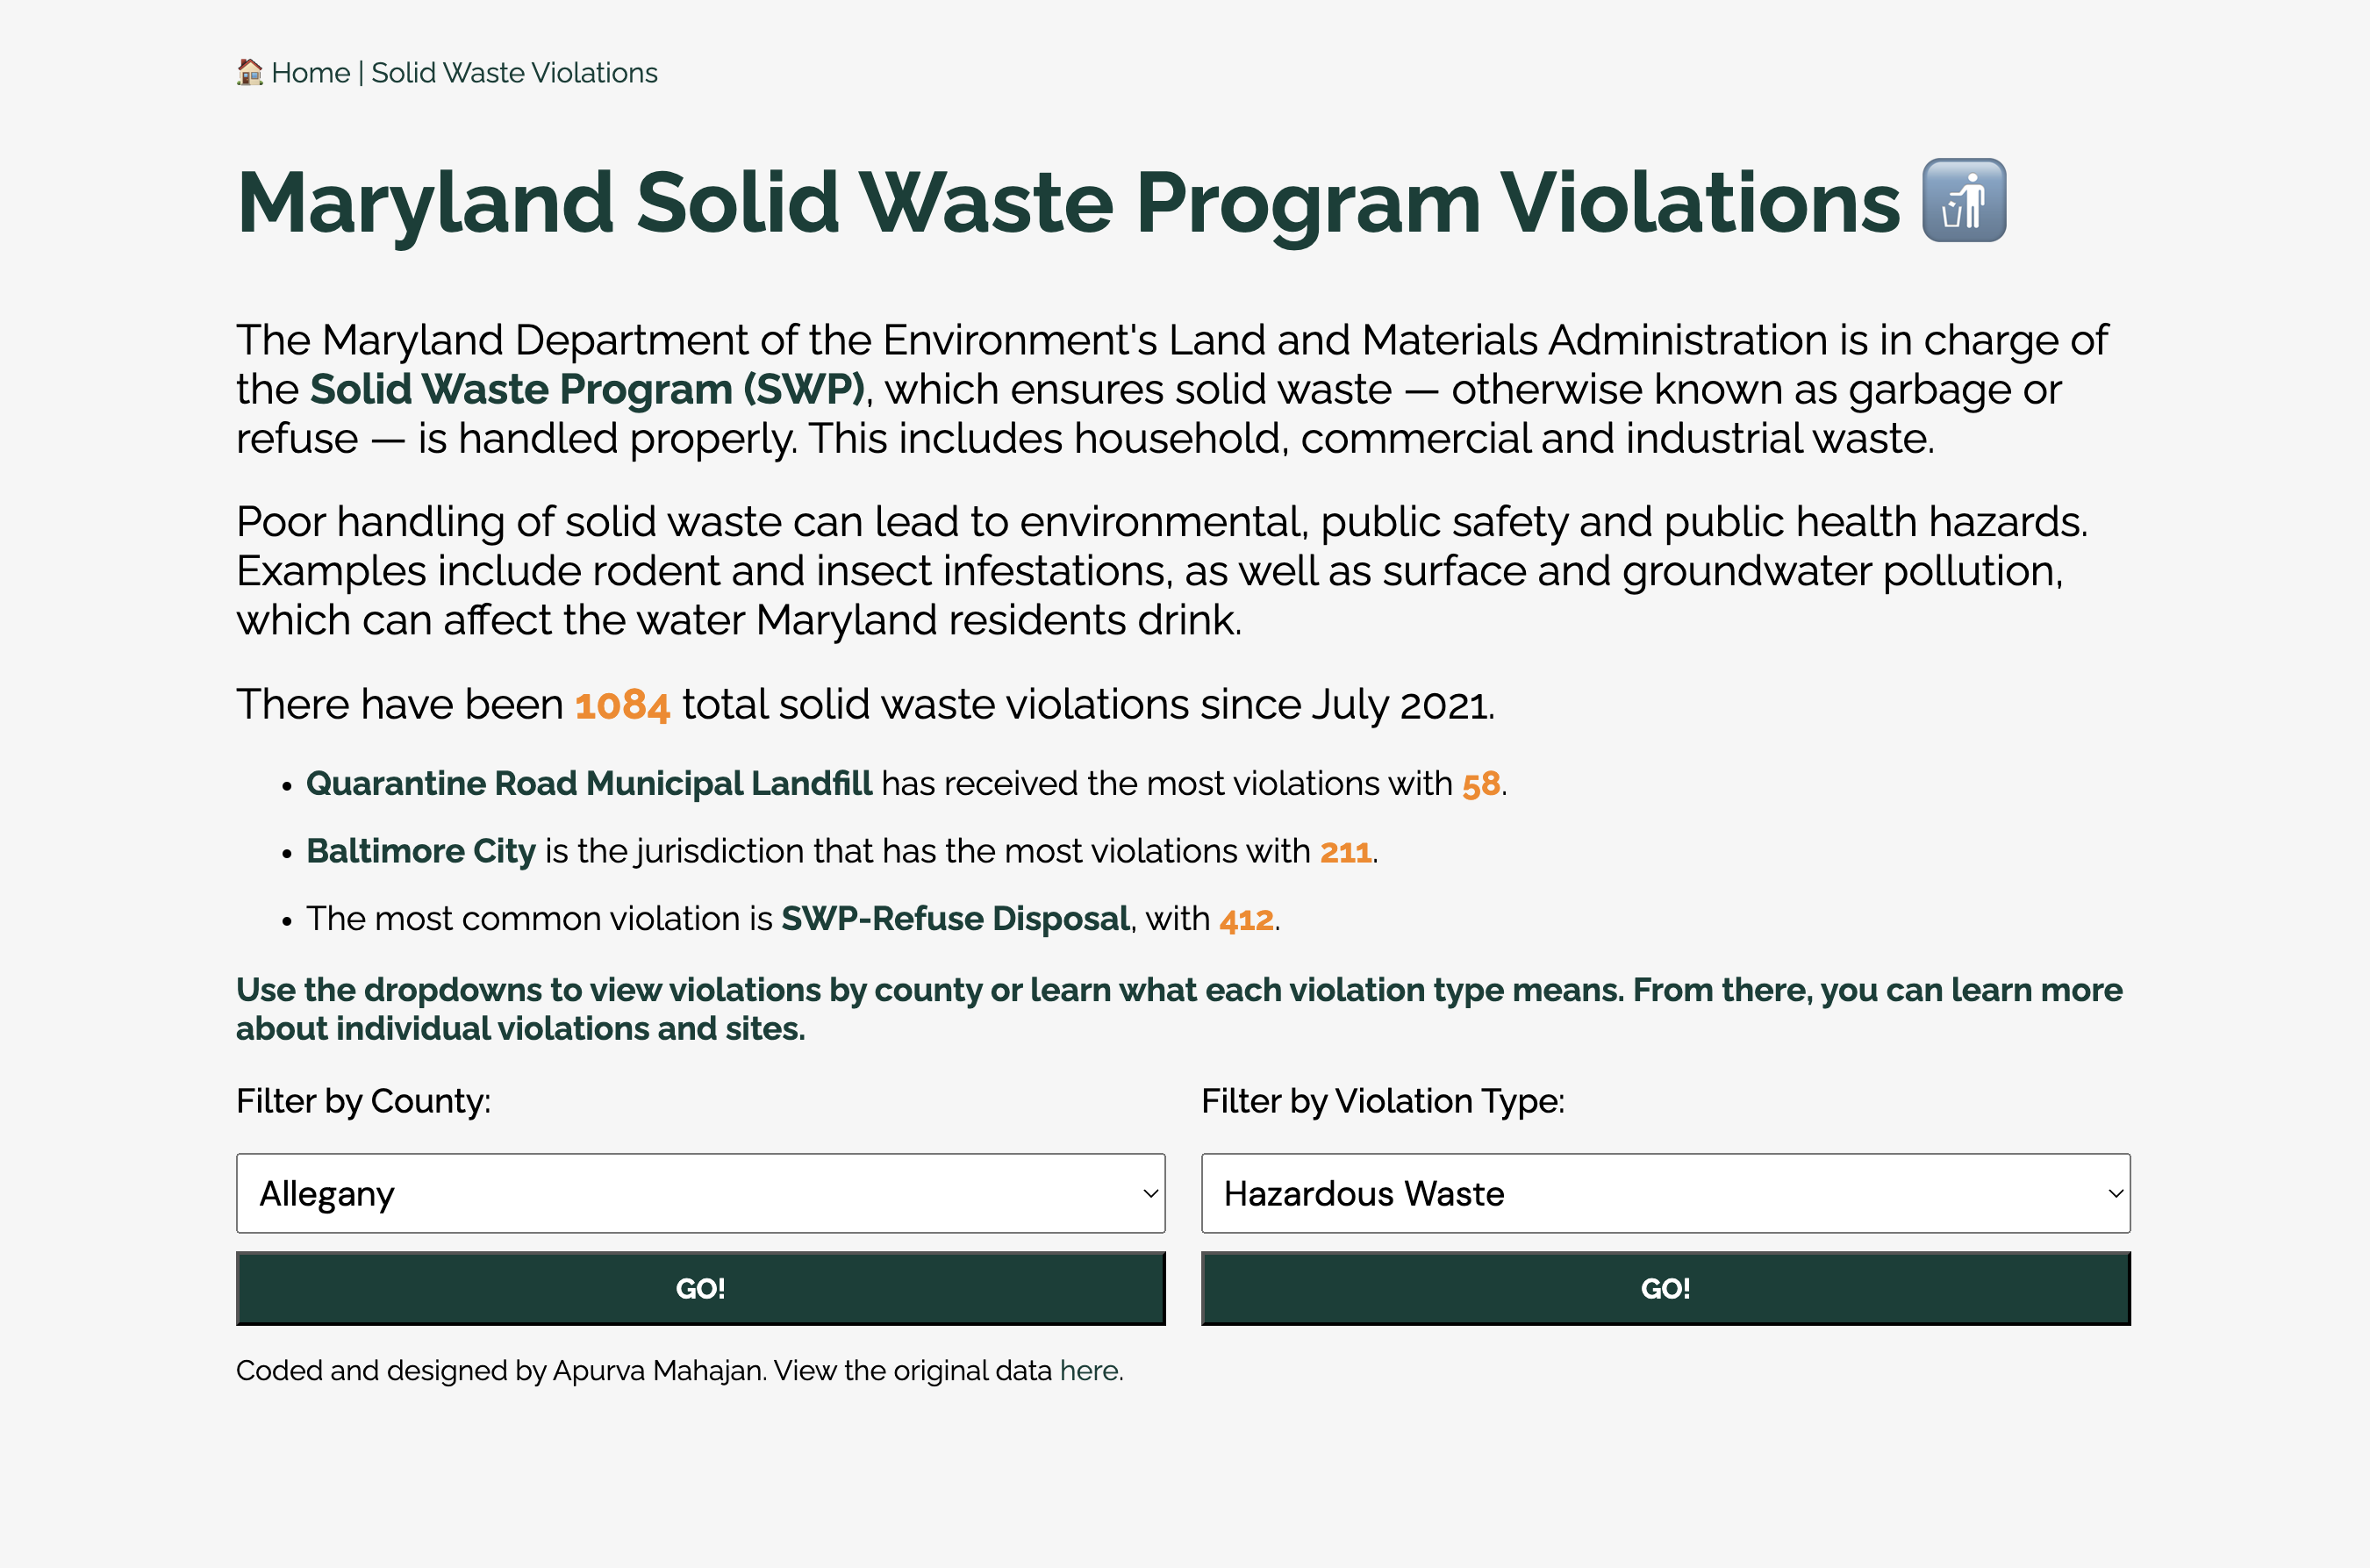 Home | Solid Waste Violations
Maryland Solid Waste Program Violations
The Maryland Department of the Environment's Land and Materials Administration is in charge of
the Solid Waste Program (SWP), which ensures solid waste — otherwise known as garbage or
refuse — is handled properly. This includes household, commercial and industrial waste.
Poor handling of solid waste can lead to environmental, public safety and public health hazards.
Examples include rodent and insect infestations, as well as surface and groundwater pollution,
which can affect the water Maryland residents drink.
There have been 1084 total solid waste violations since July 2021.
• Quarantine Road Municipal Landfill has received the most violations with 58.
• Baltimore City is the jurisdiction that has the most violations with 211.
• The most common violation is SWP-Refuse Disposal, with 412.
Use the dropdowns to view violations by county or learn what each violation type means. From there, you can learn more
about individual violations and sites.
Filter by County:
Allegany
GO!
Filter by Violation Type:
Hazardous Waste
GO!
Coded and designed by Apurva Mahajan. View the original data here.